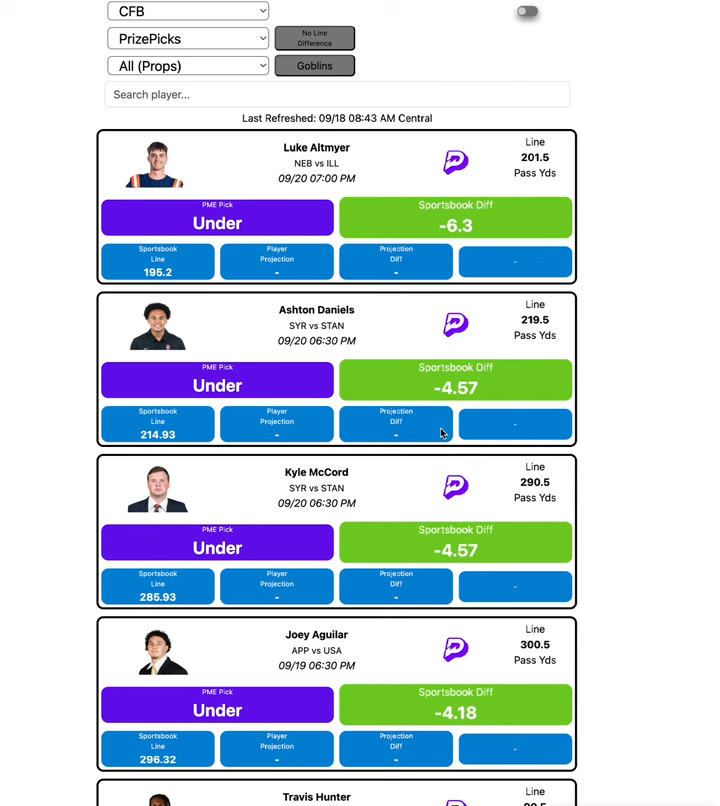 CFB
PrizePicks
No Line
Difference
All (Props)
Goblins
Search player...
Last Refreshed: 09/18 08:43 AM Central
Luke Altmyer
NEB vs ILL
09/20 07:00 PM
Line
201.5
Pass Yds
PME Pick
Under
Sportsbook Diff
-6.3
Sportsbook
Line
195.2
Player
Projection
-
Projection
Diff
-
-
Ashton Daniels
SYR vs STAN
09/20 06:30 PM
Line
219.5
Pass Yds
PME Pick
Under
Sportsbook Diff
-4.57
Sportsbook
Line
214.93
Player
Projection
-
Projection
Diff
-
-
Kyle McCord
SYR vs STAN
09/20 06:30 PM
Line
290.5
Pass Yds
PME Pick
Under
Sportsbook Diff
-4.57
Sportsbook
Line
285.93
Player
Projection
-
Projection
Diff
-
-
Joey Aguilar
APP vs USA
09/19 06:30 PM
Line
300.5
Pass Yds
PME Pick
Under
Sportsbook Diff
-4.18
Sportsbook
Line
296.32
Player
Projection
-
Projection
Diff
-
-
Travis Hunter
Line